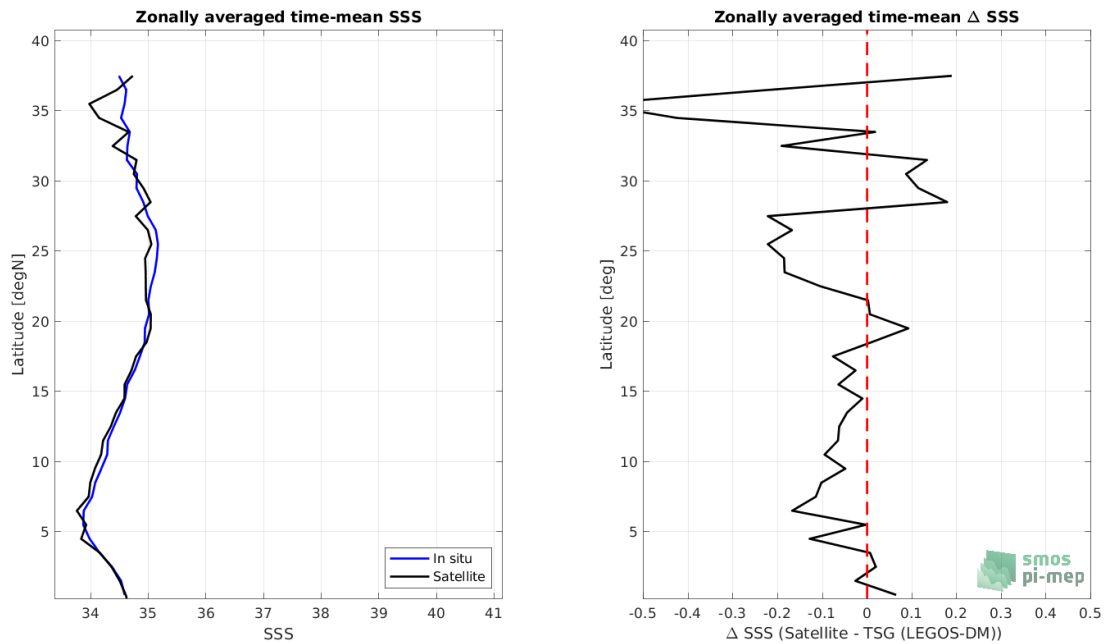 Zonally averaged time-mean SSS
40
35
30
25
20
15
10
5
Latitude [degN]
34 35 36 37 38 39 40 41
SSS
In situ
Satellite
Zonally averaged time-mean Δ SSS
40
35
30
25
20
15
10
5
Latitude [deg]
-0.5 -0.4 -0.3 -0.2 -0.1 0 0.1 0.2 0.3 0.4 0.5
Δ SSS (Satellite - TSG (LEGOS-DM))
smos
pi-mep